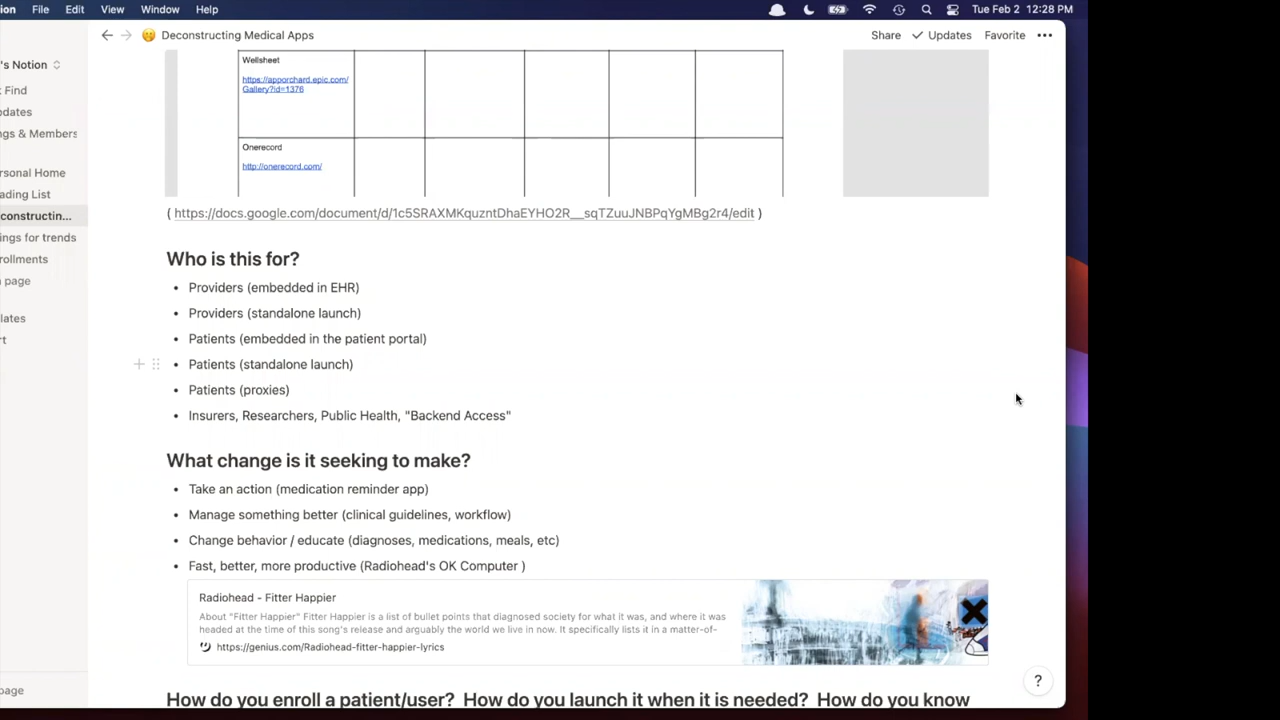 ion File Edit View Window Help Tue Feb 2 12:28 PM
Deconstructing Medical Apps Share Updates Favorite
's Notion
Find
pdates
ngs & Members
rsonal Home
ading List
constructin...
ings for trends
rollments
page
lates
rt
page
Wellsheet
https://apporchard.epic.com/
Gallery?id=1376
Onerecord
http://onerecord.com/
( https://docs.google.com/document/d/1c5SRAXMKquzntDhaEYHO2R__sqTZuuJNBPqYgMBg2r4/edit )
Who is this for?
• Providers (embedded in EHR)
• Providers (standalone launch)
• Patients (embedded in the patient portal)
• Patients (standalone launch)
• Patients (proxies)
• Insurers, Researchers, Public Health, "Backend Access"
What change is it seeking to make?
• Take an action (medication reminder app)
• Manage something better (clinical guidelines, workflow)
• Change behavior / educate (diagnoses, medications, meals, etc)
• Fast, better, more productive (Radiohead's OK Computer )
Radiohead - Fitter Happier
About "Fitter Happier" Fitter Happier is a list of bullet points that diagnosed society for what it was, and where it was
headed at the time of this song's release and arguably the world we live in now. It specifically lists it in a matter-of-
https://genius.com/Radiohead-fitter-happier-lyrics
How do you enroll a patient/user? How do you launch it when it is needed? How do you know
?